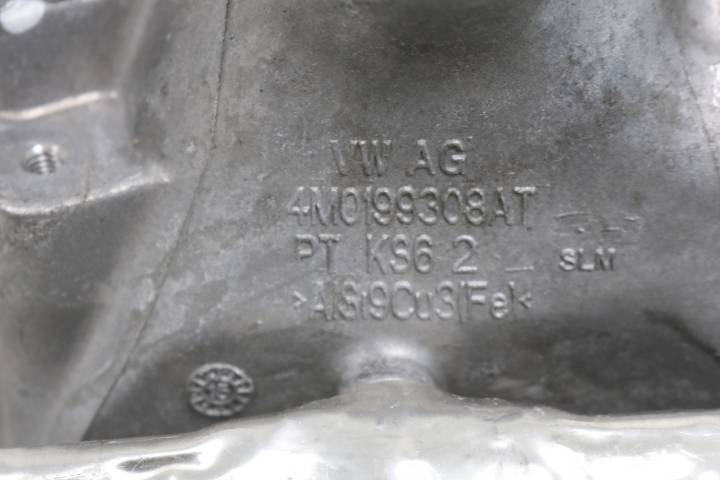 VW AG
4M0199308AT
PT KS6 2
SLM
>AlSi9Cu3(Fe)<